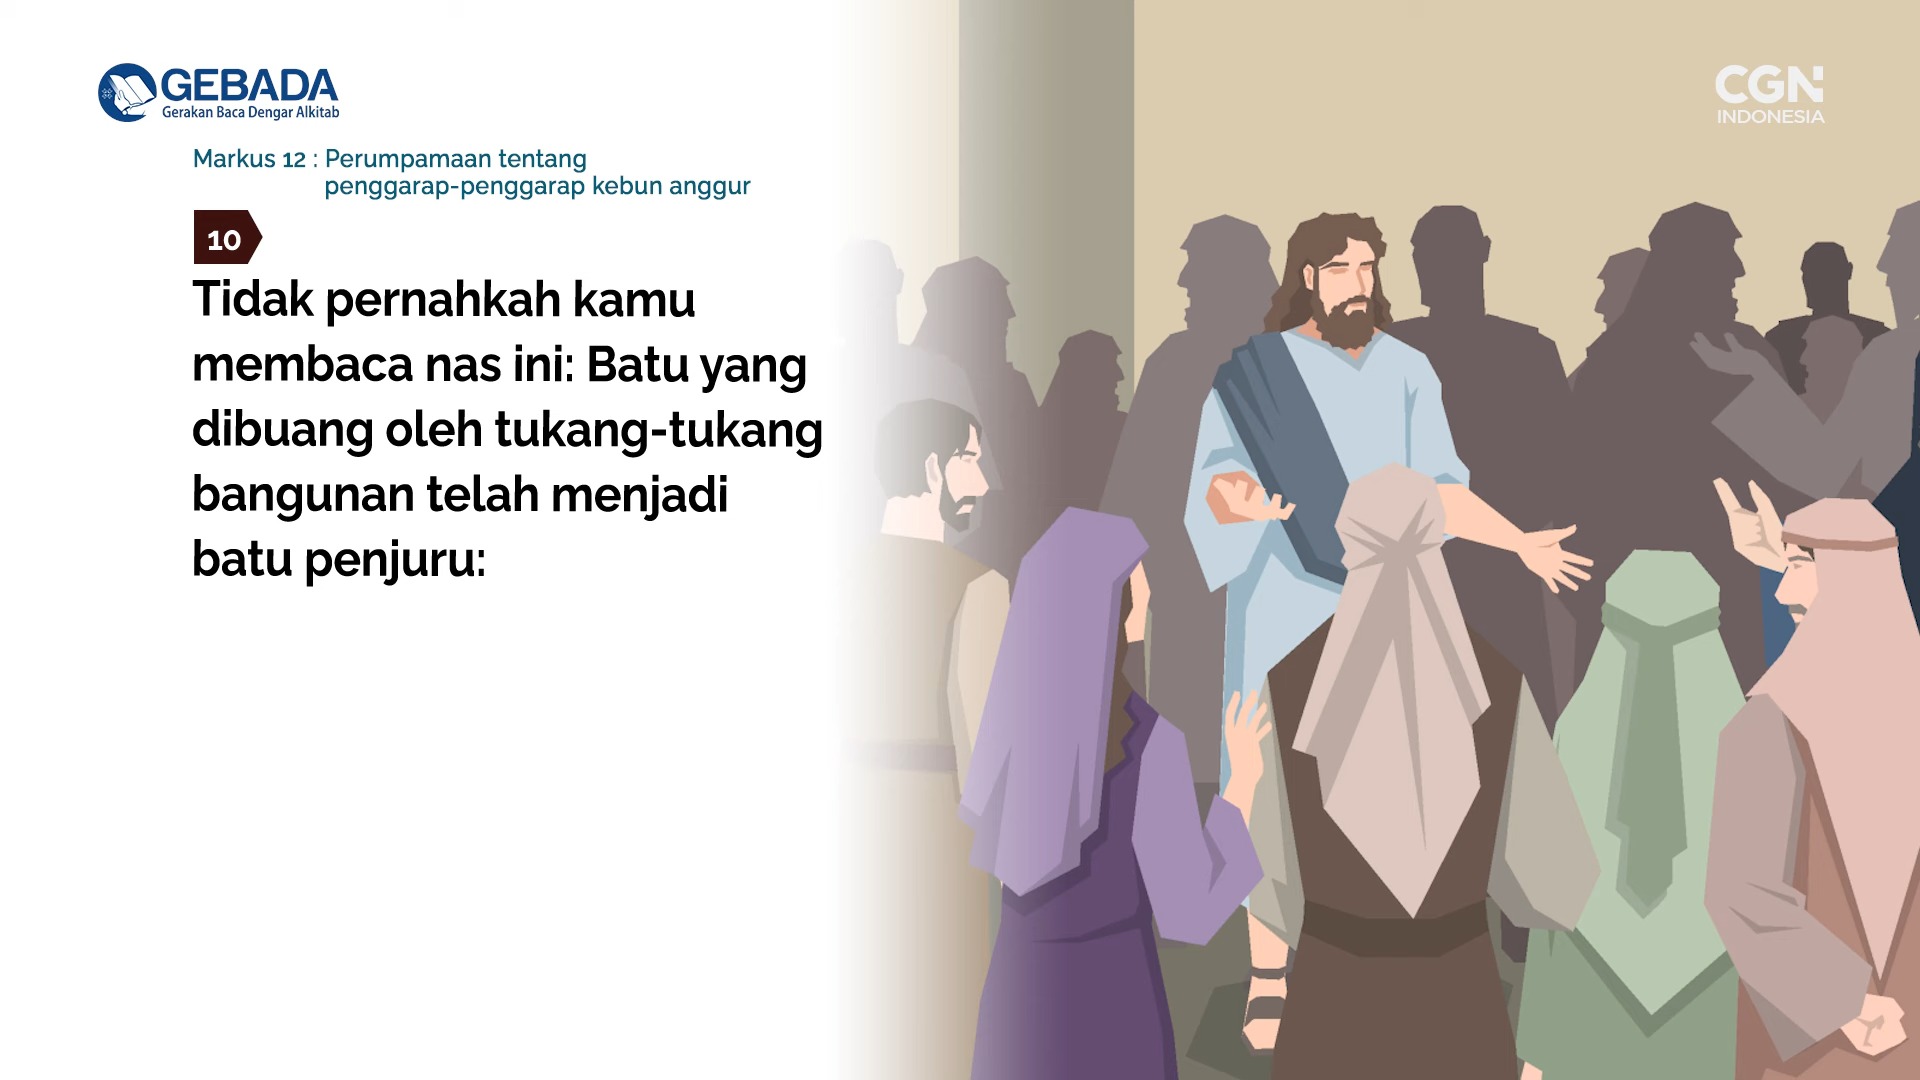 GEBADA
Gerakan Baca Dengar Alkitab
CGN
INDONESIA
Markus 12 : Perumpamaan tentang
penggarap-penggarap kebun anggur
10
Tidak pernahkah kamu
membaca nas ini: Batu yang
dibuang oleh tukang-tukang
bangunan telah menjadi
batu penjuru: